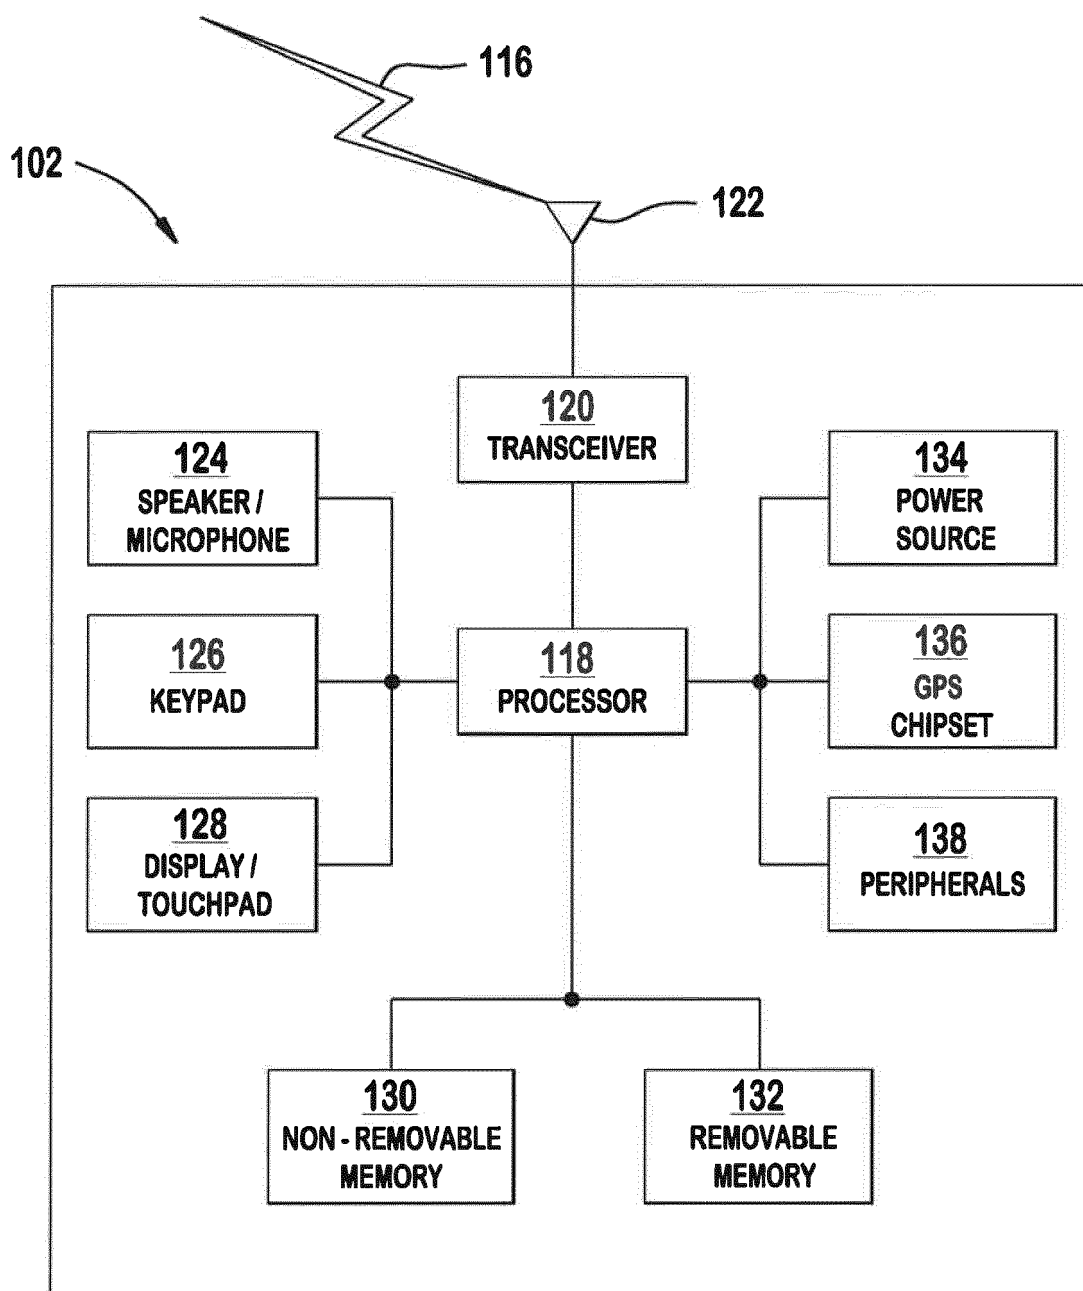 116
102
122
120
TRANSCEIVER
124
SPEAKER /
MICROPHONE
134
POWER
SOURCE
126
KEYPAD
118
PROCESSOR
136
GPS
CHIPSET
128
DISPLAY /
TOUCHPAD
138
PERIPHERALS
130
NON - REMOVABLE
MEMORY
132
REMOVABLE
MEMORY